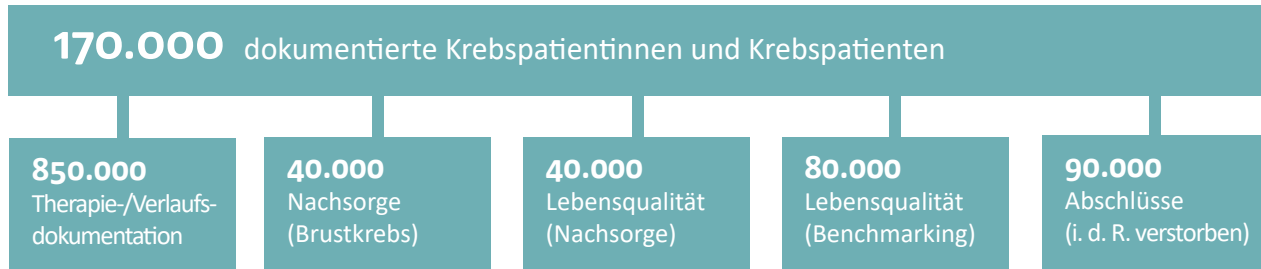 170.000 dokumentierte Krebspatientinnen und Krebspatienten
850.000
Therapie-/Verlaufs-
dokumentation
40.000
Nachsorge
(Brustkrebs)
40.000
Lebensqualität
(Nachsorge)
80.000
Lebensqualität
(Benchmarking)
90.000
Abschlüsse
(i. d. R. verstorben)